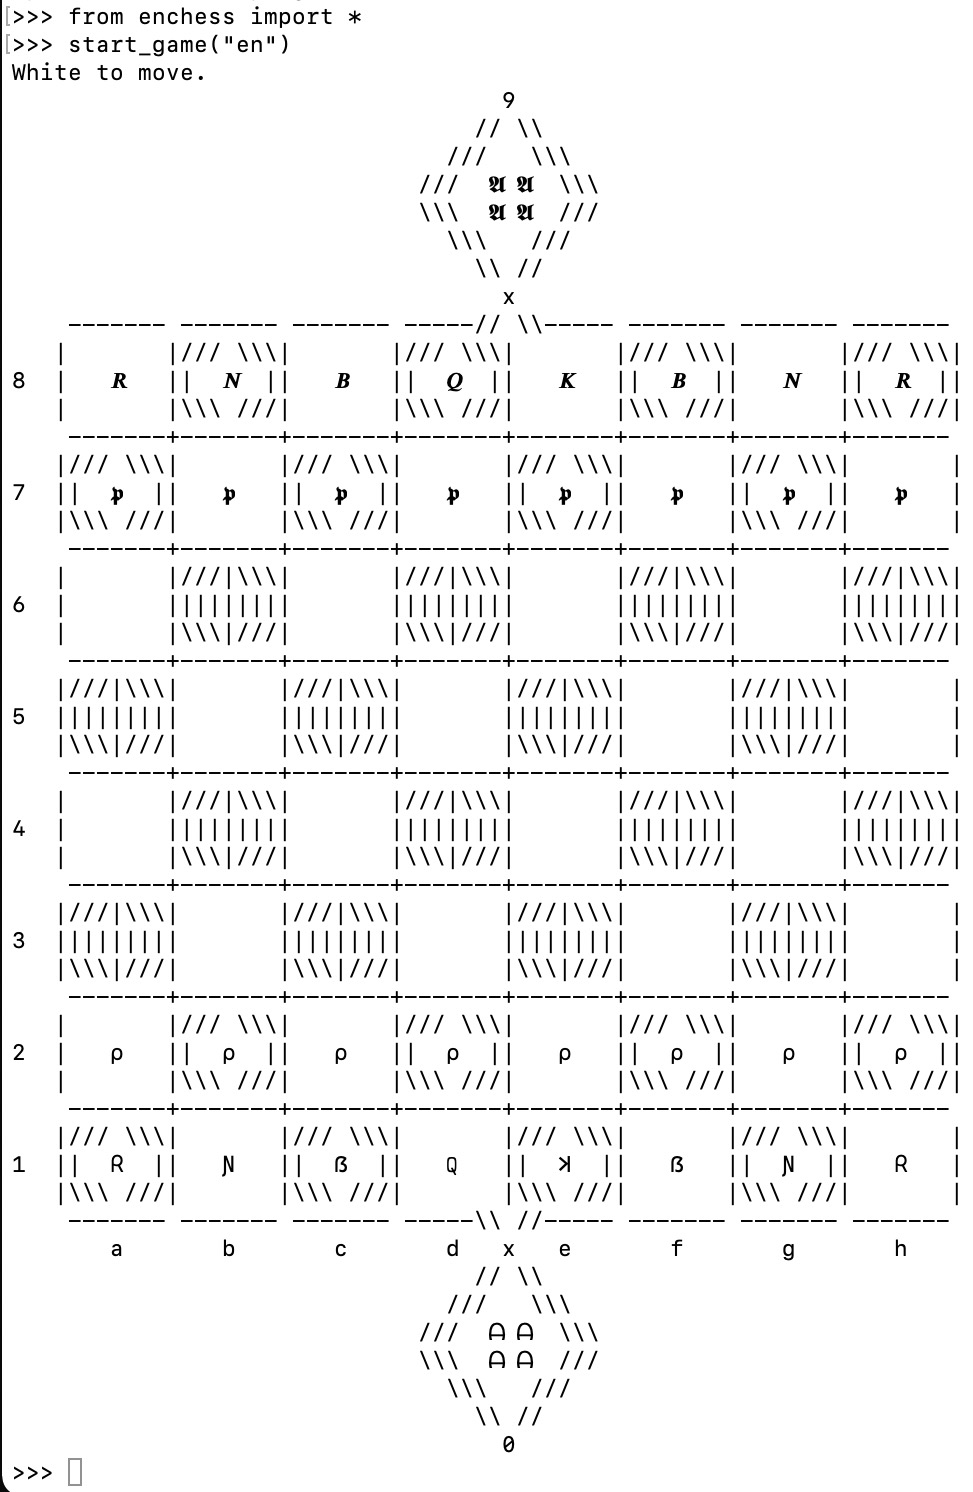 >>> from enchess import *
>>> start_game("en")
White to move.
9
// \\
///   \\\
///  𝕬 𝕬  \\\
\\\  𝕬 𝕬  ///
\\\   ///
\\ //
x
------- ------- ------- -----// \\----- ------- ------- -------
|       |/// \\\|       |/// \\\|       |/// \\\|       |/// \\\|
8  |   𝑹   || 𝑵 ||   𝑩   || 𝑸 ||   𝑲   || 𝑩 ||   𝑵   || 𝑹 ||
|       |\\\ ///|       |\\\ ///|       |\\\ ///|       |\\\ ///|
-------+-------+-------+-------+-------+-------+-------+-------
|/// \\\|       |/// \\\|       |/// \\\|       |/// \\\|       |
7  || 𝖕 ||   𝖕   || 𝖕 ||   𝖕   || 𝖕 ||   𝖕   || 𝖕 ||   𝖕   |
|\\\ ///|       |\\\ ///|       |\\\ ///|       |\\\ ///|       |
-------+-------+-------+-------+-------+-------+-------+-------
|       |///|\\\|       |///|\\\|       |///|\\\|       |///|\\\|
6  |       |||||||||       |||||||||       |||||||||       |||||||||
|       |\\\|///|       |\\\|///|       |\\\|///|       |\\\|///|
-------+-------+-------+-------+-------+-------+-------+-------
|///|\\\|       |///|\\\|       |///|\\\|       |///|\\\|       |
5  |||||||||       |||||||||       |||||||||       |||||||||       |
|\\\|///|       |\\\|///|       |\\\|///|       |\\\|///|       |
-------+-------+-------+-------+-------+-------+-------+-------
|       |///|\\\|       |///|\\\|       |///|\\\|       |///|\\\|
4  |       |||||||||       |||||||||       |||||||||       |||||||||
|       |\\\|///|       |\\\|///|       |\\\|///|       |\\\|///|
-------+-------+-------+-------+-------+-------+-------+-------
|///|\\\|       |///|\\\|       |///|\\\|       |///|\\\|       |
3  |||||||||       |||||||||       |||||||||       |||||||||       |
|\\\|///|       |\\\|///|       |\\\|///|       |\\\|///|       |
-------+-------+-------+-------+-------+-------+-------+-------
|       |/// \\\|       |/// \\\|       |/// \\\|       |/// \\\|
2  |   ρ   || ρ ||   ρ   || ρ ||   ρ   || ρ ||   ρ   || ρ ||
|       |\\\ ///|       |\\\ ///|       |\\\ ///|       |\\\ ///|
-------+-------+-------+-------+-------+-------+-------+-------
|/// \\\|       |/// \\\|       |/// \\\|       |/// \\\|       |
1  || ᖇ ||   Ɲ   || ß ||   Q   || ꓘ ||   ß   || Ɲ ||   ᖇ   |
|\\\ ///|       |\\\ ///|       |\\\ ///|       |\\\ ///|       |
------- ------- ------- -----\\ //----- ------- ------- -------
a b c d x e f g h
// \\
///   \\\
///  ᗩ ᗩ  \\\
\\\  ᗩ ᗩ  ///
\\\   ///
\\ //
0
>>>